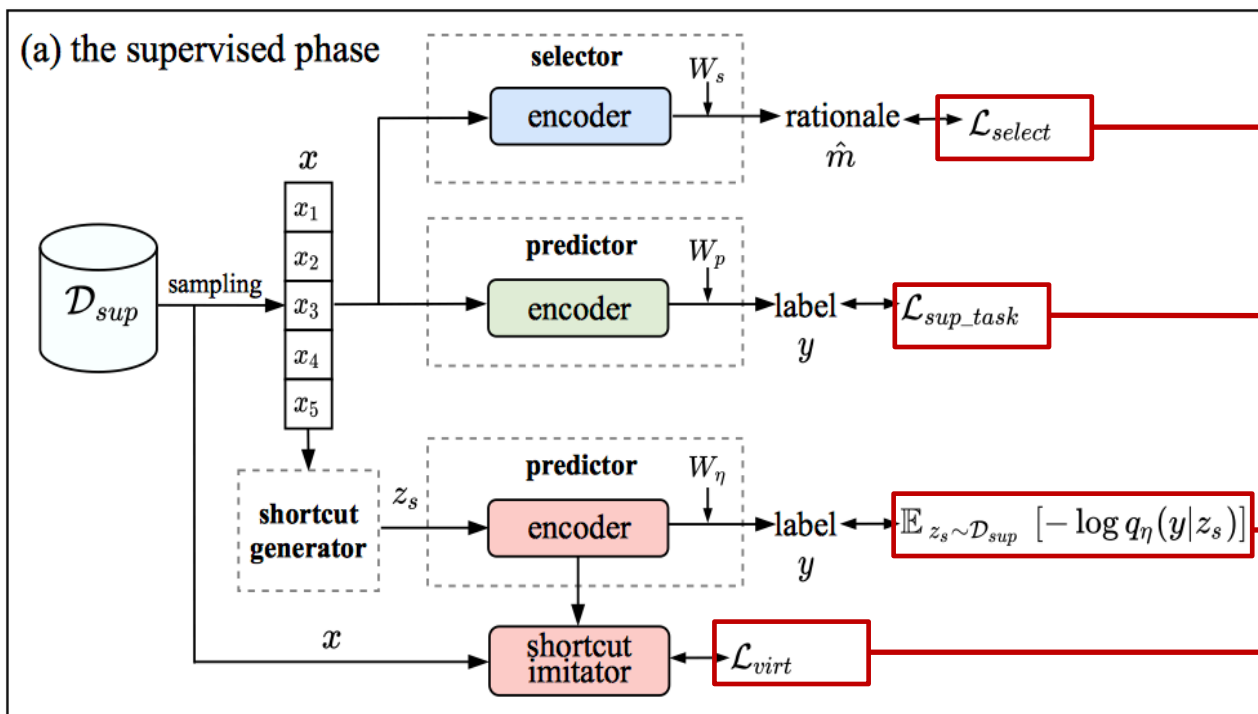 (a) the supervised phase
selector
W_s
encoder
rationale
m̂
ℒ_select
x
x_1
x_2
x_3
x_4
x_5
𝒟_sup
sampling
predictor
W_p
encoder
label
y
ℒ_sup_task
shortcut
generator
z_s
predictor
W_η
encoder
label
y
𝔼 z_s∼𝒟_sup [− log q_η(y|z_s)]
x
shortcut
imitator
ℒ_virt